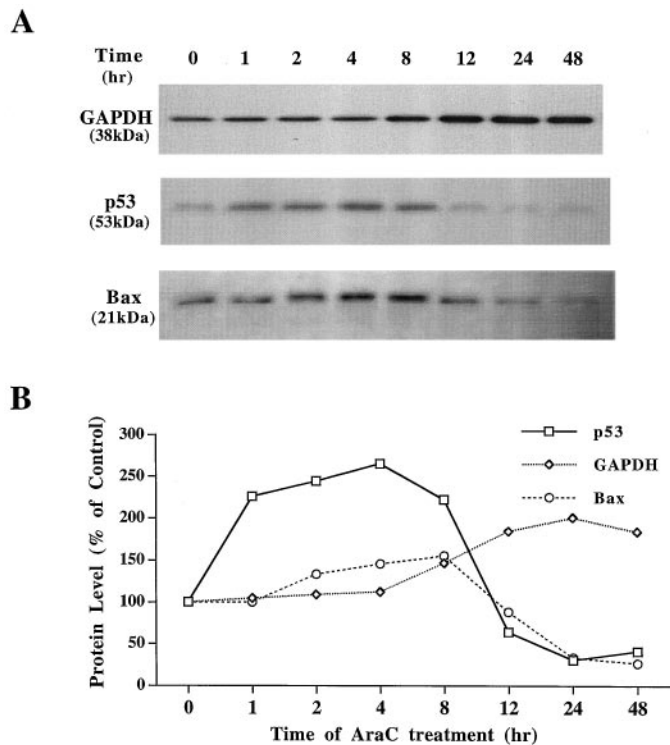 A
Time 0 1 2 4 8 12 24 48
(hr)
GAPDH
(38kDa)
p53
(53kDa)
Bax
(21kDa)
B
300
250
200
150
100
50
0
Protein Level (% of Control)
p53
GAPDH
Bax
0 1 2 4 8 12 24 48
Time of AraC treatment (hr)